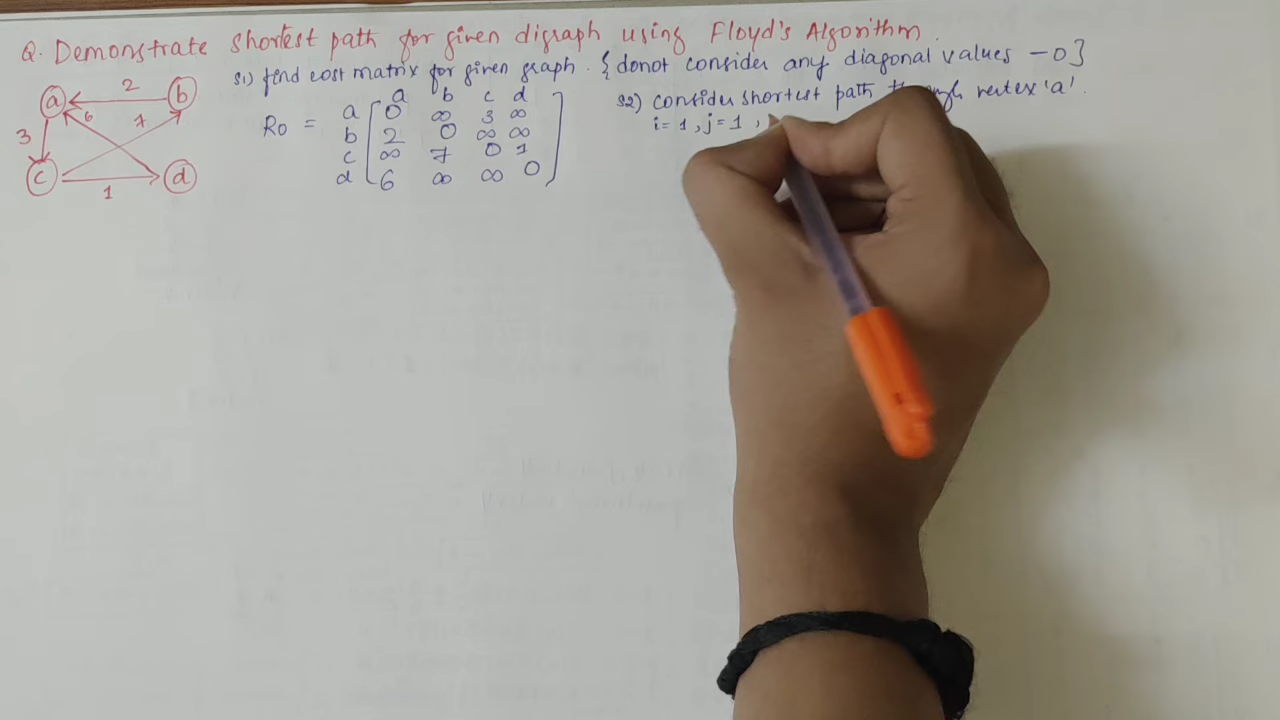 Q. Demonstrate shortest path for given digraph using Floyd's Algorithm.
S1) find cost matrix for given graph. {donot consider any diagonal values - 0}
a 2 b
6 7
3
c 1 d
a b c d
R0 =
a 0 ∞ 3 ∞
b 2 0 ∞ ∞
c ∞ 7 0 1
d 6 ∞ ∞ 0
S2) consider shortest path through vertex 'a'.
i=1, j=1,